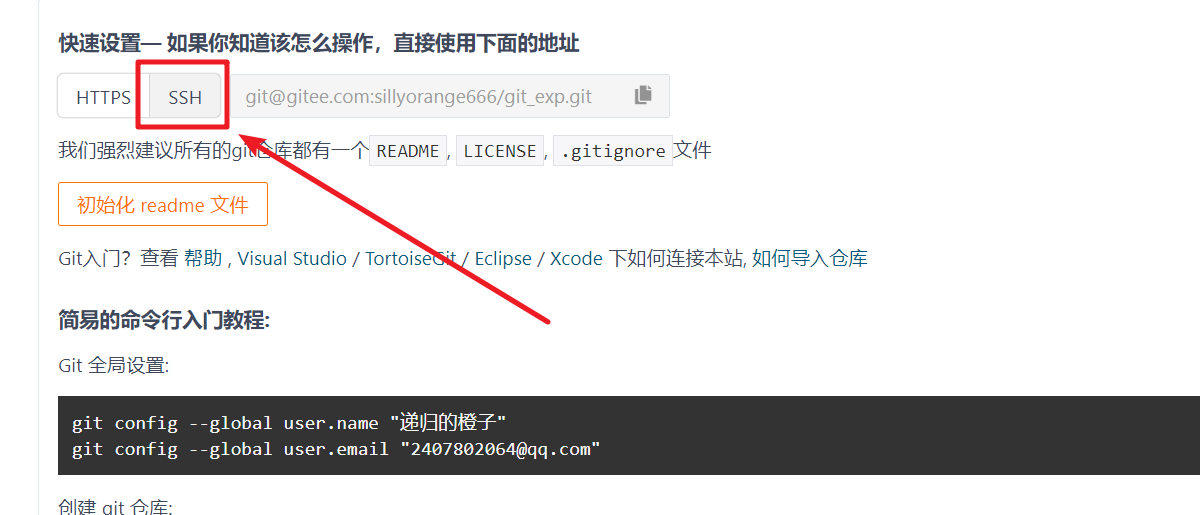 快速设置— 如果你知道该怎么操作，直接使用下面的地址
HTTPS SSH git@gitee.com:sillyorange666/git_exp.git
我们强烈建议所有的git仓库都有一个 README, LICENSE, .gitignore 文件
初始化 readme 文件
Git入门？查看 帮助 , Visual Studio / TortoiseGit / Eclipse / Xcode 下如何连接本站, 如何导入仓库
简易的命令行入门教程:
Git 全局设置:
git config --global user.name "递归的橙子"
git config --global user.email "2407802064@qq.com"
创建 git 仓库: